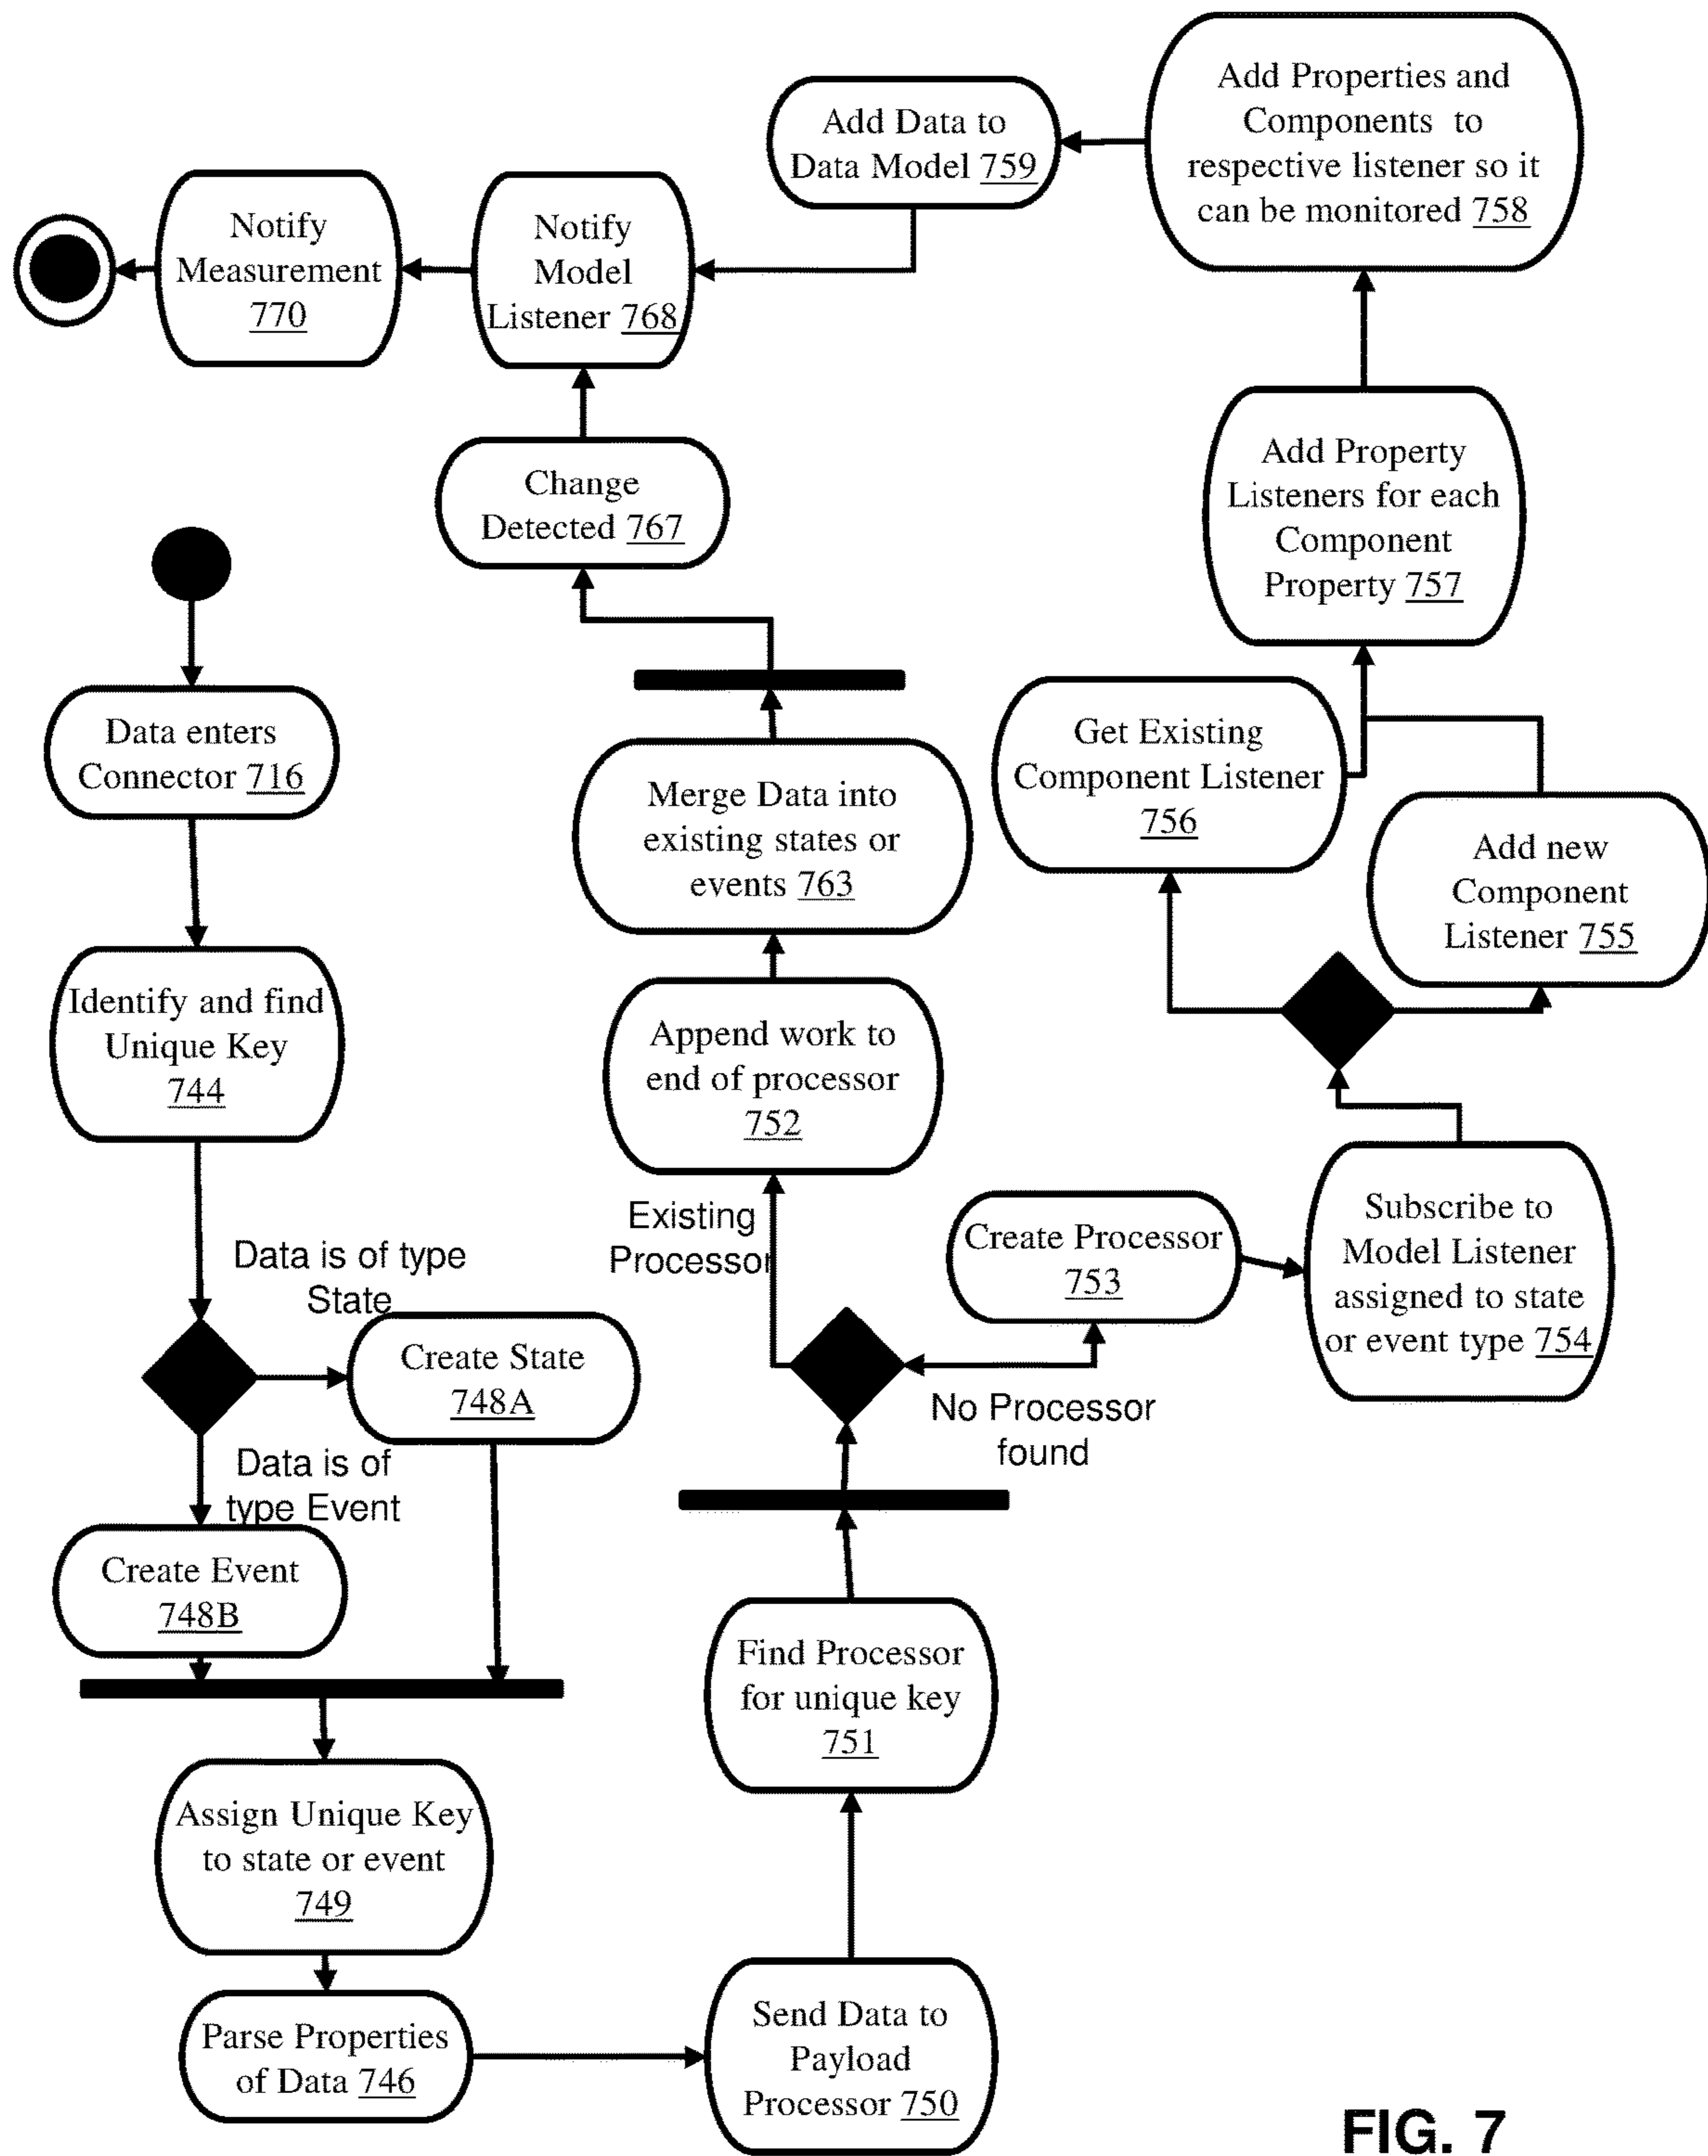 Add Properties and
Components to
respective listener so it
can be monitored 758
Add Data to
Data Model 759
Notify
Model
Listener 768
Notify
Measurement
770
Change
Detected 767
Add Property
Listeners for each
Component
Property 757
Data enters
Connector 716
Get Existing
Component Listener
756
Merge Data into
existing states or
events 763
Add new
Component
Listener 755
Identify and find
Unique Key
744
Append work to
end of processor
752
Existing
Processor
Create Processor
753
Subscribe to
Model Listener
assigned to state
or event type 754
Data is of type
State
Create State
748A
No Processor
found
Data is of
type Event
Create Event
748B
Find Processor
for unique key
751
Assign Unique Key
to state or event
749
Parse Properties
of Data 746
Send Data to
Payload
Processor 750
FIG. 7